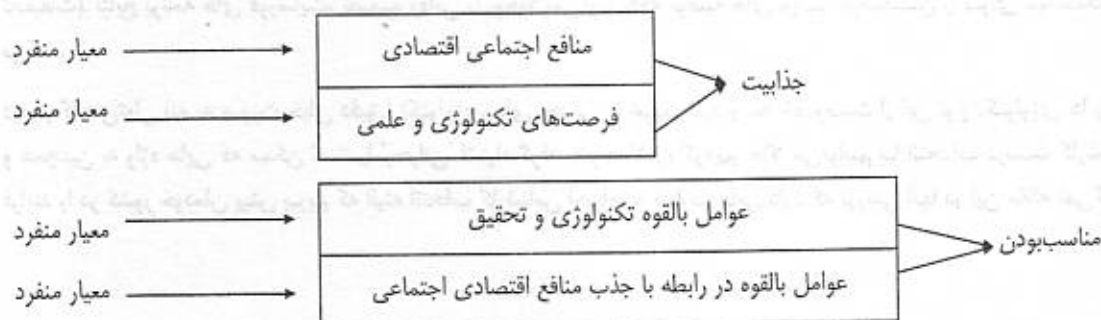 معیار منفرد
منافع اجتماعی اقتصادی
معیار منفرد
فرصت‌های تکنولوژی و علمی
جذابیت
معیار منفرد
عوامل بالقوه تکنولوژی و تحقیق
معیار منفرد
عوامل بالقوه در رابطه با جذب منافع اقتصادی اجتماعی
مناسب‌بودن